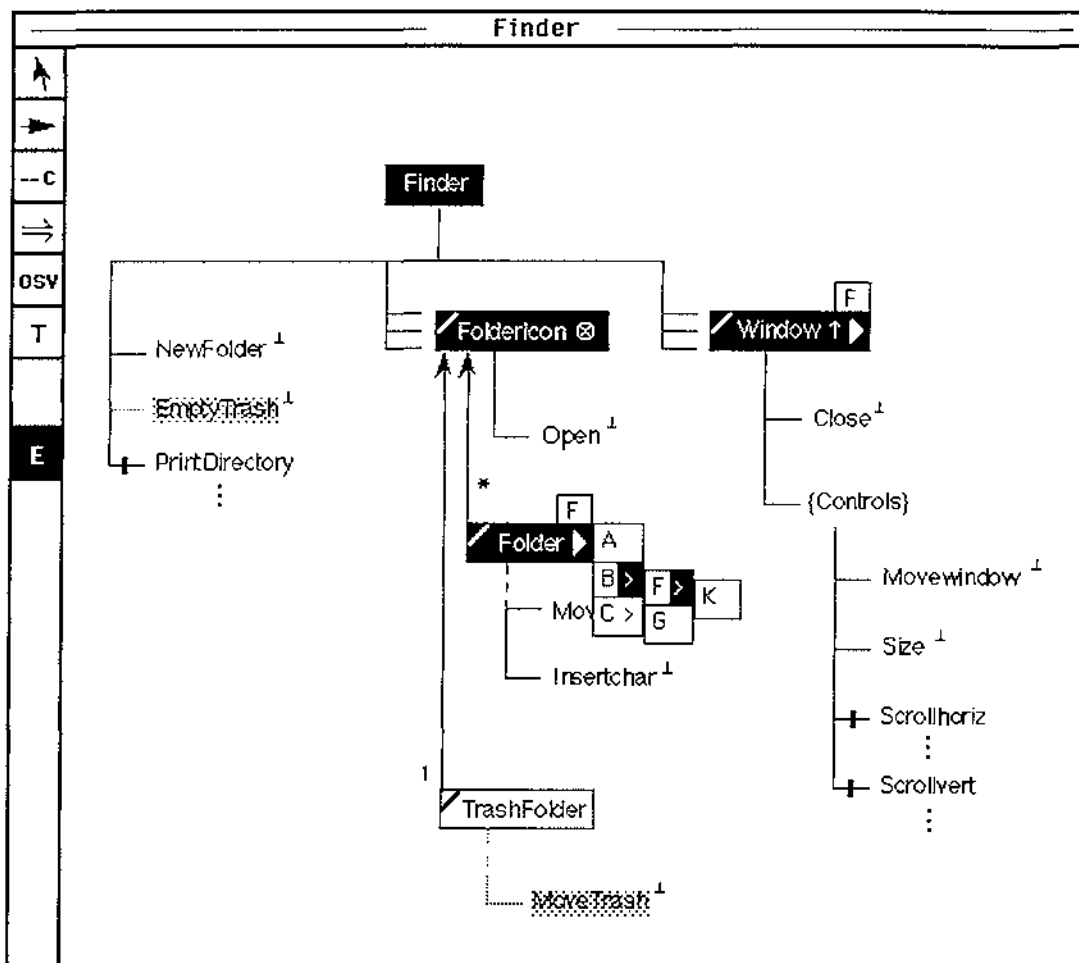 Finder
--C
OSV
T
E
Finder
F
FolderIcon ⊗
Window ↑
NewFolder ⊥
EmptyTrash ⊥
PrintDirectory
⋮
Open ⊥
Close ⊥
{Controls}
*
F
Folder
A
B >
F >
K
C >
G
Mov
Insertchar ⊥
Movewindow ⊥
Size ⊥
Scrollhoriz
⋮
Scrollvert
⋮
1
TrashFolder
MoveTrash ⊥